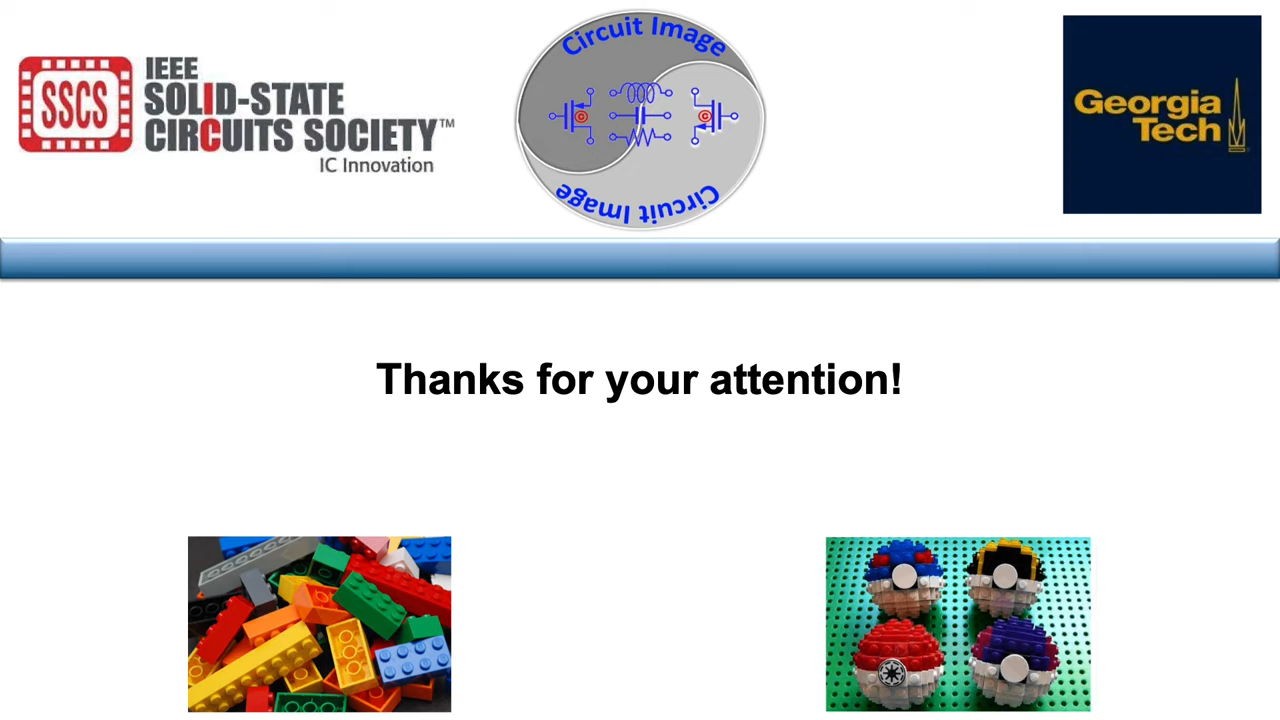 SSCS
IEEE
SOLID-STATE
CIRCUITS SOCIETY™
IC Innovation
Circuit Image
Circuit Image
Georgia
Tech
Thanks for your attention!